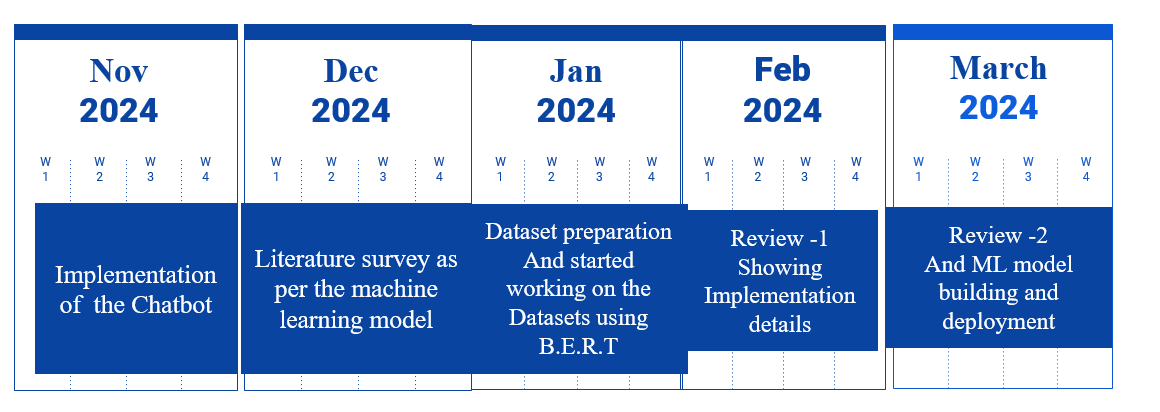 Nov
2024
W 1 W 2 W 3 W 4
Implementation
of the Chatbot
Dec
2024
W 1 W 2 W 3 W 4
Literature survey as
per the machine
learning model
Jan
2024
W 1 W 2 W 3 W 4
Dataset preparation
And started
working on the
Datasets using
B.E.R.T
Feb
2024
W 1 W 2 W 3 W 4
Review -1
Showing
Implementation
details
March
2024
W 1 W 2 W 3 W 4
Review -2
And ML model
building and
deployment